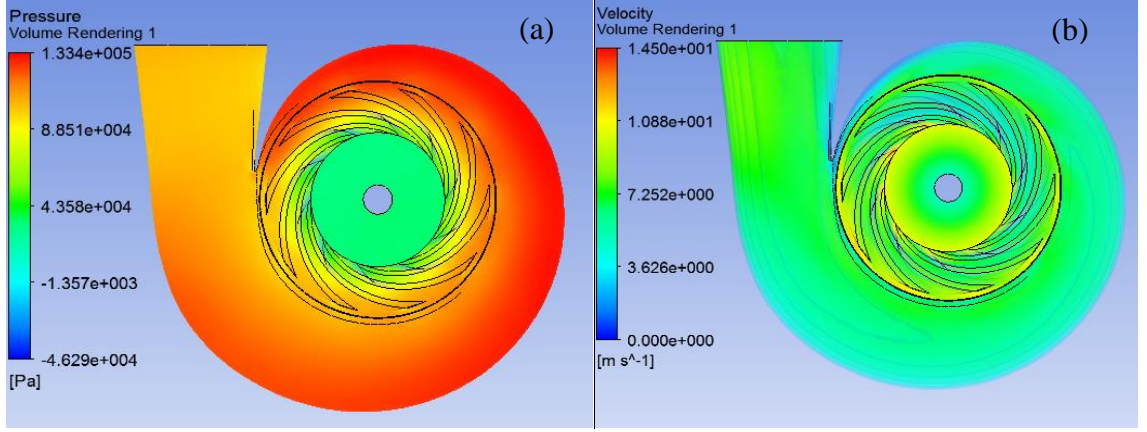 Pressure
Volume Rendering 1
(a)
1.334e+005
8.851e+004
4.358e+004
-1.357e+003
-4.629e+004
[Pa]
Velocity
Volume Rendering 1
(b)
1.450e+001
1.088e+001
7.252e+000
3.626e+000
0.000e+000
[m s^-1]